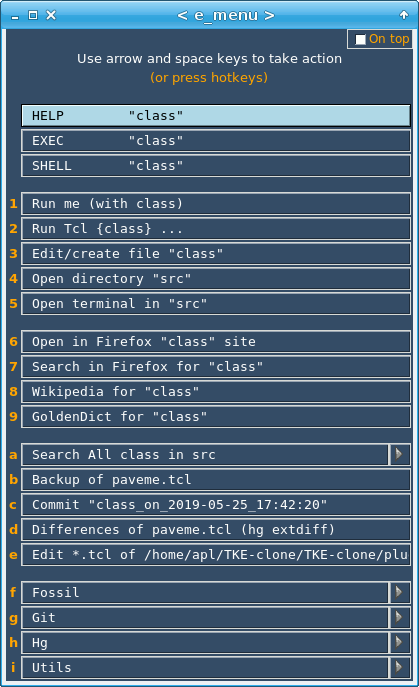 < e_menu >
On top
Use arrow and space keys to take action
(or press hotkeys)
HELP "class"
EXEC "class"
SHELL "class"
1 Run me (with class)
2 Run Tcl {class} ...
3 Edit/create file "class"
4 Open directory "src"
5 Open terminal in "src"
6 Open in Firefox "class" site
7 Search in Firefox for "class"
8 Wikipedia for "class"
9 GoldenDict for "class"
a Search All class in src
b Backup of paveme.tcl
c Commit "class_on_2019-05-25_17:42:20"
d Differences of paveme.tcl (hg extdiff)
e Edit *.tcl of /home/apl/TKE-clone/TKE-clone/plu
f Fossil
g Git
h Hg
i Utils